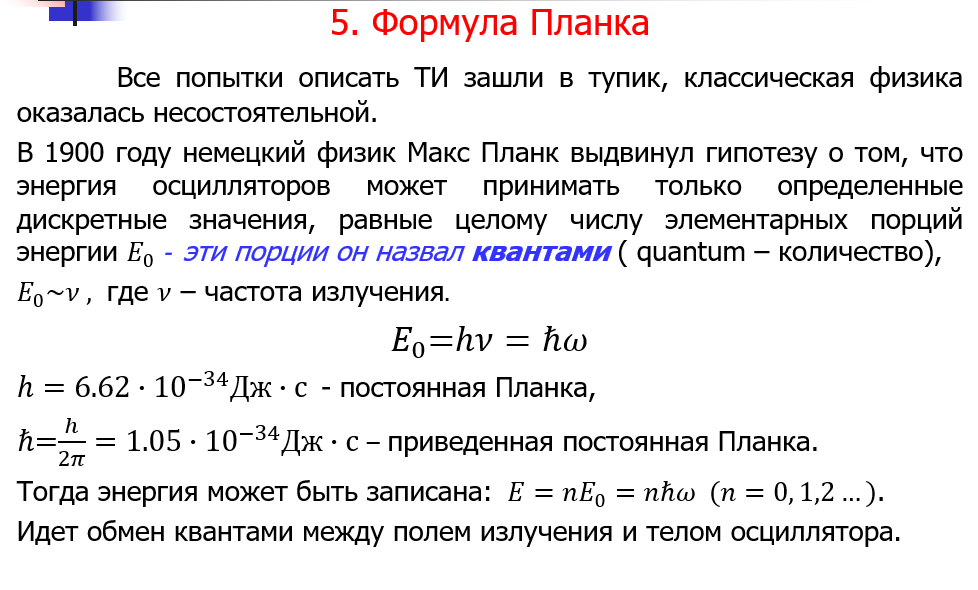 5. Формула Планка
Все попытки описать ТИ зашли в тупик, классическая физика
оказалась несостоятельной.
В 1900 году немецкий физик Макс Планк выдвинул гипотезу о том, что
энергия осцилляторов может принимать только определенные
дискретные значения, равные целому числу элементарных порций
энергии E₀ - эти порции он назвал квантами ( quantum – количество),
E₀~ν , где ν – частота излучения.
E₀=hν = ħω
h = 6.62 · 10⁻³⁴Дж · с - постоянная Планка,
ħ=h/2π = 1.05 · 10⁻³⁴Дж · с – приведенная постоянная Планка.
Тогда энергия может быть записана: E = nE₀ = nħω (n = 0, 1,2 … ).
Идет обмен квантами между полем излучения и телом осциллятора.